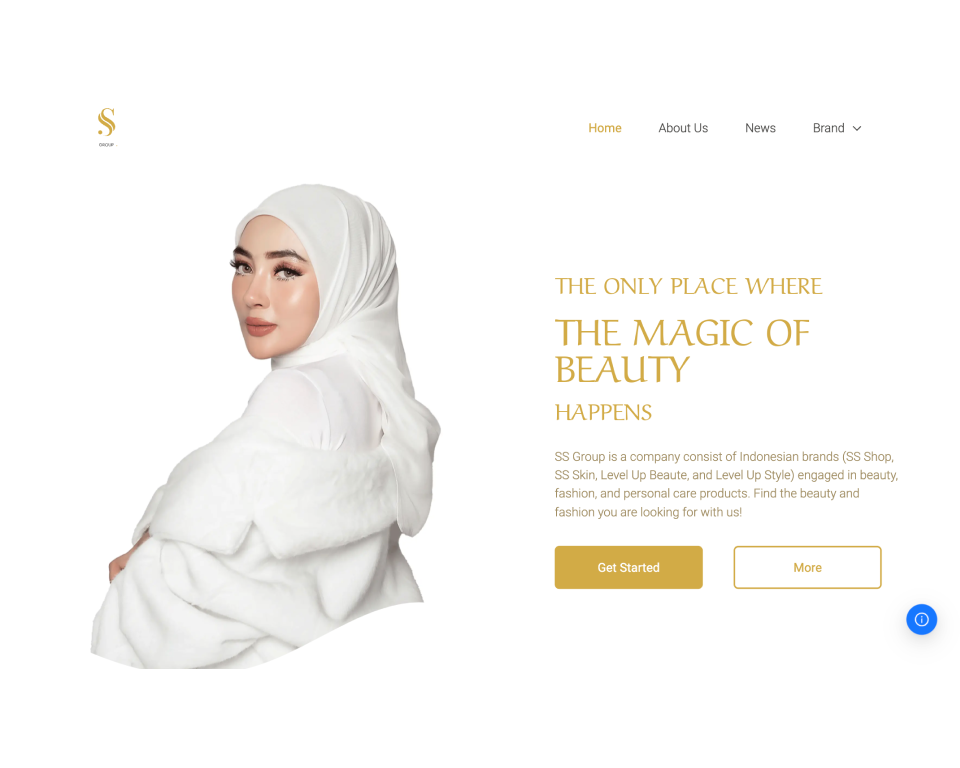 S
GROUP
Home
About Us
News
Brand
THE ONLY PLACE WHERE
THE MAGIC OF
BEAUTY
HAPPENS
SS Group is a company consist of Indonesian brands (SS Shop,
SS Skin, Level Up Beaute, and Level Up Style) engaged in beauty,
fashion, and personal care products. Find the beauty and
fashion you are looking for with us!
Get Started
More